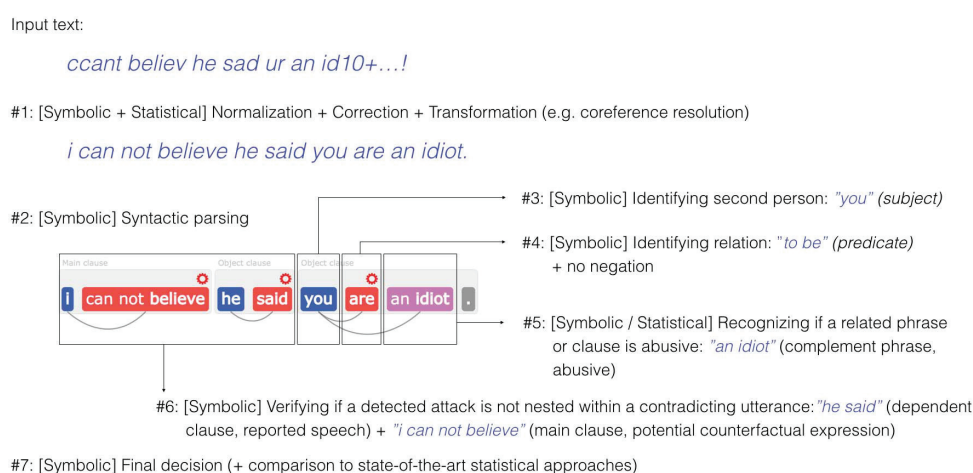 Input text:
ccant believ he sad ur an id10+...!
#1: [Symbolic + Statistical] Normalization + Correction + Transformation (e.g. coreference resolution)
i can not believe he said you are an idiot.
#2: [Symbolic] Syntactic parsing
#3: [Symbolic] Identifying second person: "you" (subject)
#4: [Symbolic] Identifying relation: "to be" (predicate)
+ no negation
Main clause Object clause Object clause
i can not believe he said you are an idiot .
#5: [Symbolic / Statistical] Recognizing if a related phrase
or clause is abusive: "an idiot" (complement phrase,
abusive)
#6: [Symbolic] Verifying if a detected attack is not nested within a contradicting utterance:"he said" (dependent
clause, reported speech) + "i can not believe" (main clause, potential counterfactual expression)
#7: [Symbolic] Final decision (+ comparison to state-of-the-art statistical approaches)